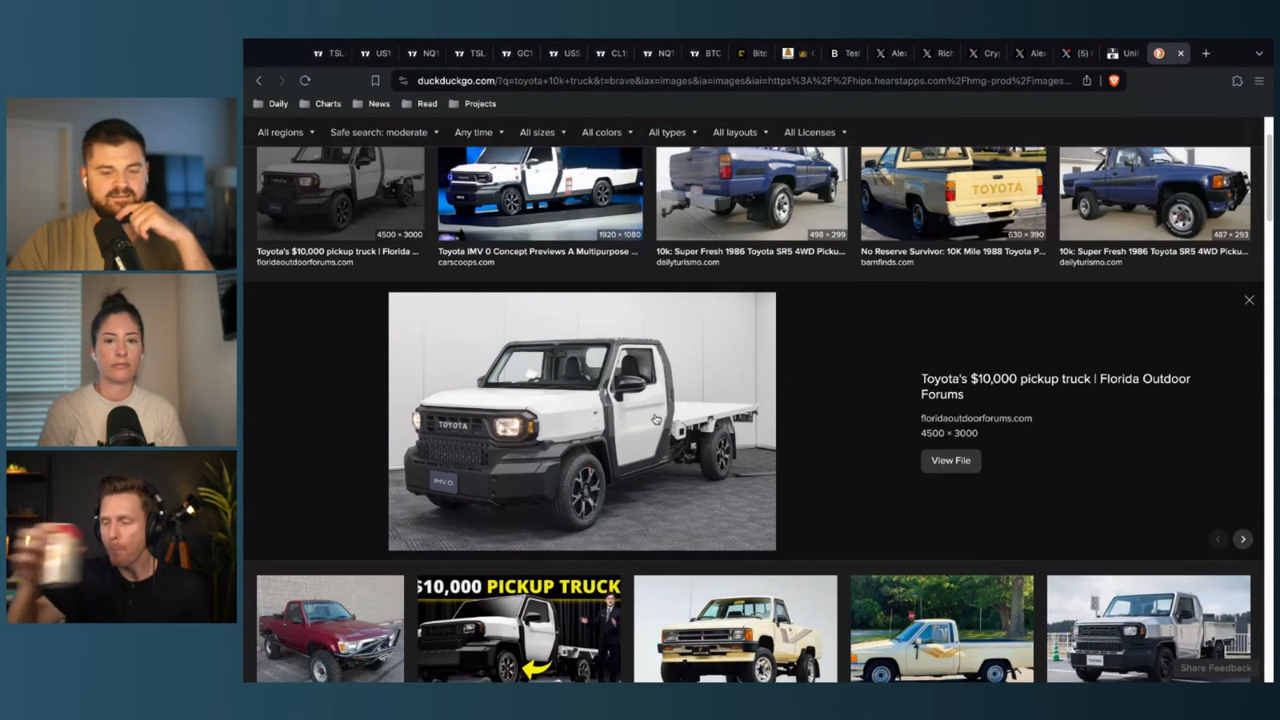 TSL
US'
NQ'
TSL
GC1
USS
CL1
NQ1
BTC
Bitc
B Tesl
Ale
Rich
Cry
Ale
(5)
Unit
duckduckgo.com/?q=toyota+10k+truck&t=brave&iax=images&ia=images&iai=https%3A%2F%2Fhips.hearstapps.com%2Fhmg-prod%2Fimages...
Daily
Charts
News
Read
Projects
All regions
Safe search: moderate
Any time
All sizes
All colors
All types
All layouts
All Licenses
TOYOTA
4500 × 3000
1920 × 1080
498 × 299
630 × 390
487 × 293
Toyota's $10,000 pickup truck | Florida ...
Toyota IMV 0 Concept Previews A Multipurpose ...
10k: Super Fresh 1986 Toyota SR5 4WD Picku...
No Reserve Survivor: 10K Mile 1988 Toyota P...
10k: Super Fresh 1986 Toyota SR5 4WD Picku...
floridaoutdoorforums.com
carscoops.com
dailyturismo.com
barnfinds.com
dailyturismo.com
TOYOTA
IMV 0
Toyota's $10,000 pickup truck | Florida Outdoor
Forums
floridaoutdoorforums.com
4500 × 3000
View File
$10,000 PICKUP TRUCK
Share Feedback